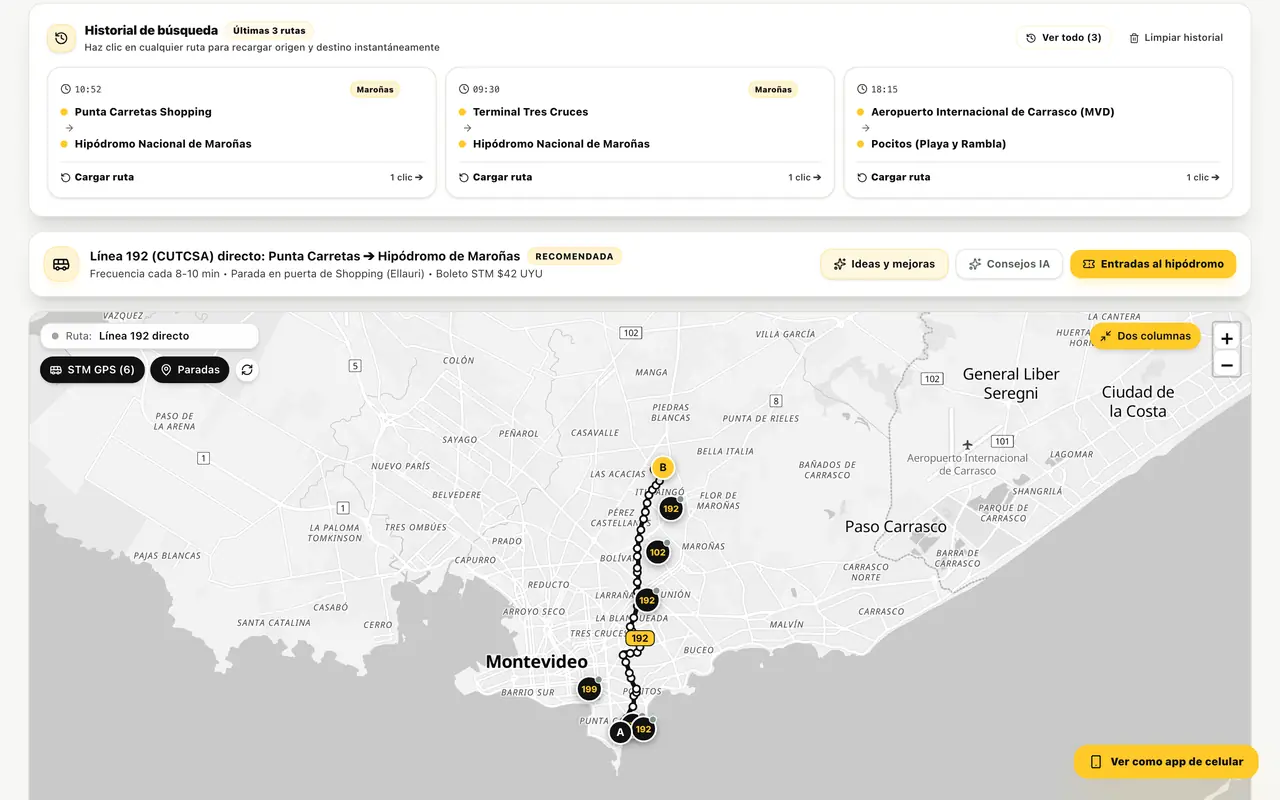 Historial de búsqueda
Últimas 3 rutas
Haz clic en cualquier ruta para recargar origen y destino instantáneamente
Ver todo (3)
Limpiar historial
10:52
Maroñas
Punta Carretas Shopping
Hipódromo Nacional de Maroñas
Cargar ruta
1 clic ➔
09:30
Maroñas
Terminal Tres Cruces
Hipódromo Nacional de Maroñas
Cargar ruta
1 clic ➔
18:15
Aeropuerto Internacional de Carrasco (MVD)
Pocitos (Playa y Rambla)
Cargar ruta
1 clic ➔
Línea 192 (CUTCSA) directo: Punta Carretas ➔ Hipódromo de Maroñas
RECOMENDADA
Frecuencia cada 8-10 min • Parada en puerta de Shopping (Ellauri) • Boleto STM $42 UYU
Ideas y mejoras
Consejos IA
Entradas al hipódromo
VÁZQUEZ
Ruta: Línea 192 directo
STM GPS (6)
Paradas
102
VILLA GARCÍA
LA CANTERA
Dos columnas
+
−
COLÓN
5
MANGA
102
General Liber
Seregni
Ciudad de
la Costa
8
PIEDRAS
BLANCAS
PUNTA DE RIELES
PASO DE
LA ARENA
SAYAGO
PEÑAROL
CASAVALLE
101
BELLA ITALIA
1
NUEVO PARÍS
LAS ACACIAS
B
BAÑADOS DE
CARRASCO
Aeropuerto Internacional
de Carrasco
LAGOMAR
BELVEDERE
FLOR DE
MAROÑAS
SHANGRILÁ
1
192
PÉREZ
PARQUE DE
CARRASCO
LA PALOMA
TOMKINSON
TRES OMBÚES
Paso Carrasco
PRADO
PAJAS BLANCAS
CAPURRO
102
MAROÑAS
BARRA DE
CARRASCO
CARRASCO
NORTE
REDUCTO
192
UNIÓN
CASABÓ
ARROYO SECO
CARRASCO
SANTA CATALINA
CERRO
MALVÍN
TRES CRUCES
192
BUCEO
Montevideo
BARRIO SUR
199
POCITOS
PUNTA
A
192
Ver como app de celular